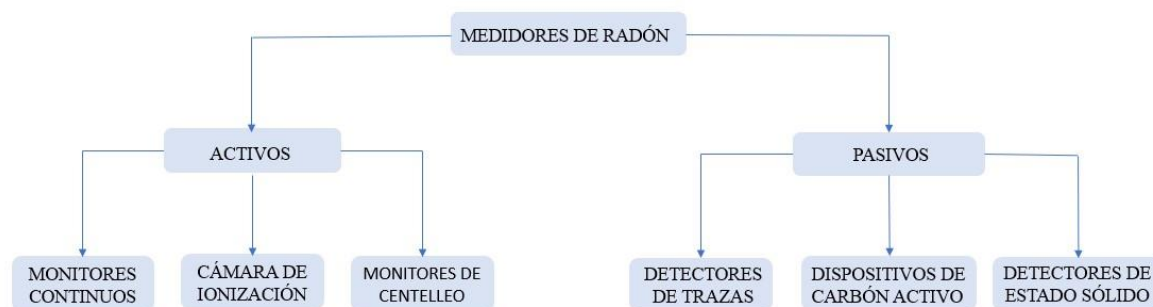 MEDIDORES DE RADÓN
ACTIVOS
PASIVOS
MONITORES
CONTINUOS
CÁMARA DE
IONIZACIÓN
MONITORES DE
CENTELLEO
DETECTORES
DE TRAZAS
DISPOSITIVOS DE
CARBÓN ACTIVO
DETECTORES DE
ESTADO SÓLIDO